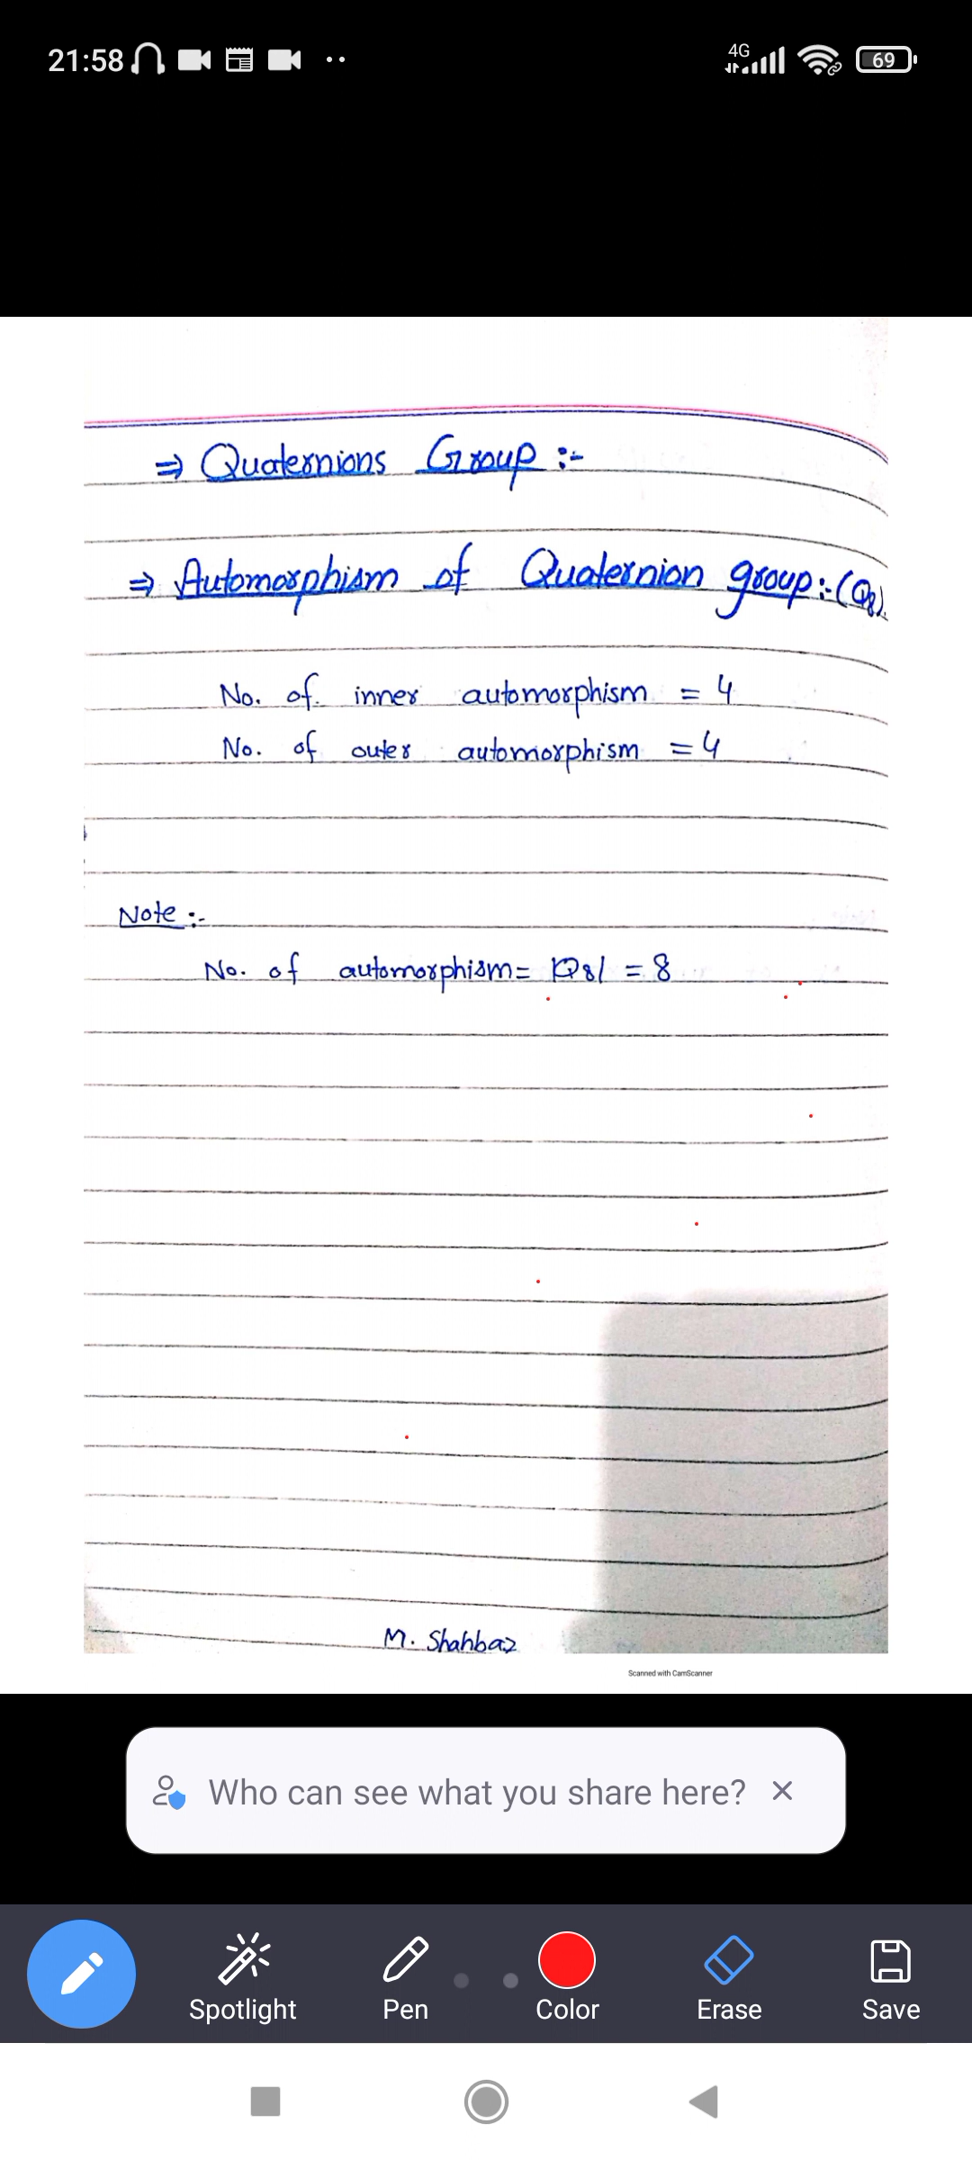 21:58
4G
69
⇒ Quaternions Group :-
⇒ Automorphism of Quaternion group:-(Q8).
No. of inner automorphism = 4
No. of outer automorphism = 4
Note :-
No. of automorphism = |Q8| = 8
M. Shahbaz
Scanned with CamScanner
Who can see what you share here?
Spotlight
Pen
Color
Erase
Save